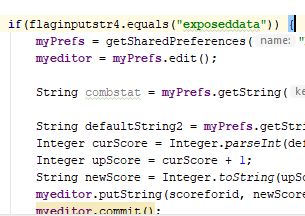 if(flaginputstr4.equals("exposeddata")) {
myPrefs = getSharedPreferences( name: "
myeditor = myPrefs.edit();
String combstat = myPrefs.getString(
String defaultString2 = myPrefs.getStri
Integer curScore = Integer.parseInt(def
Integer upScore = curScore + 1;
String newScore = Integer.toString(upSc
myeditor.putString(scoreforid, newScore
myeditor.commit();